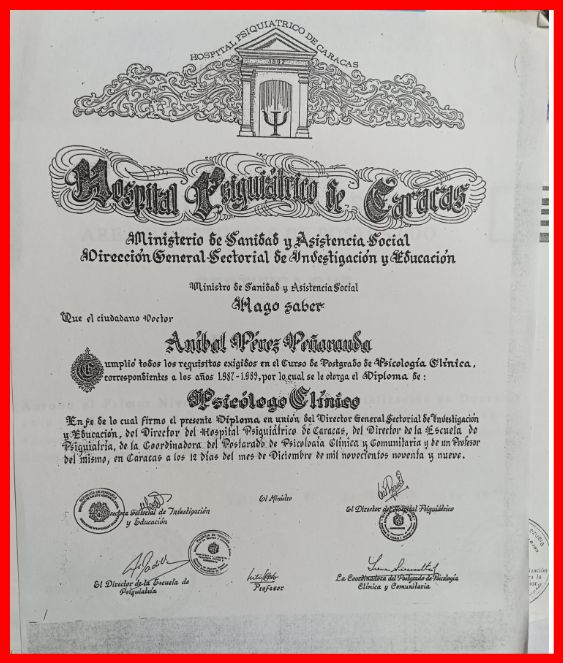 HOSPITAL PSIQUIATRICO DE CARACAS
1892
Hospital Psiquiátrico de Caracas
Ministerio de Sanidad y Asistencia Social
Dirección General Sectorial de Investigación y Educación
Ministro de Sanidad y Asistencia Social
Hago saber
Que el ciudadano Doctor
Aníbal Pérez Peñaranda
Cumplió todos los requisitos exigidos en el Curso de Postgrado de Psicología Clínica,
correspondientes a los años 1.987-1.989, por lo cual se le otorga el Diploma de:
Psicólogo Clínico
En fe de lo cual firmo el presente Diploma en unión del Director General Sectorial de Investigación
y Educación, del Director del Hospital Psiquiátrico de Caracas, del Director de la Escuela de
Psiquiatría, de la Coordinadora del Postgrado de Psicología Clínica y Comunitaria y de un Profesor
del mismo, en Caracas a los 12 días del mes de Diciembre de mil novecientos noventa y nueve.
General de Investigación
y Educación
El Ministro
El Director del Hospital Psiquiátrico
El Director de la Escuela de
Psiquiatría
Profesor
La Coordinadora del Postgrado de Psicología
Clínica y Comunitaria